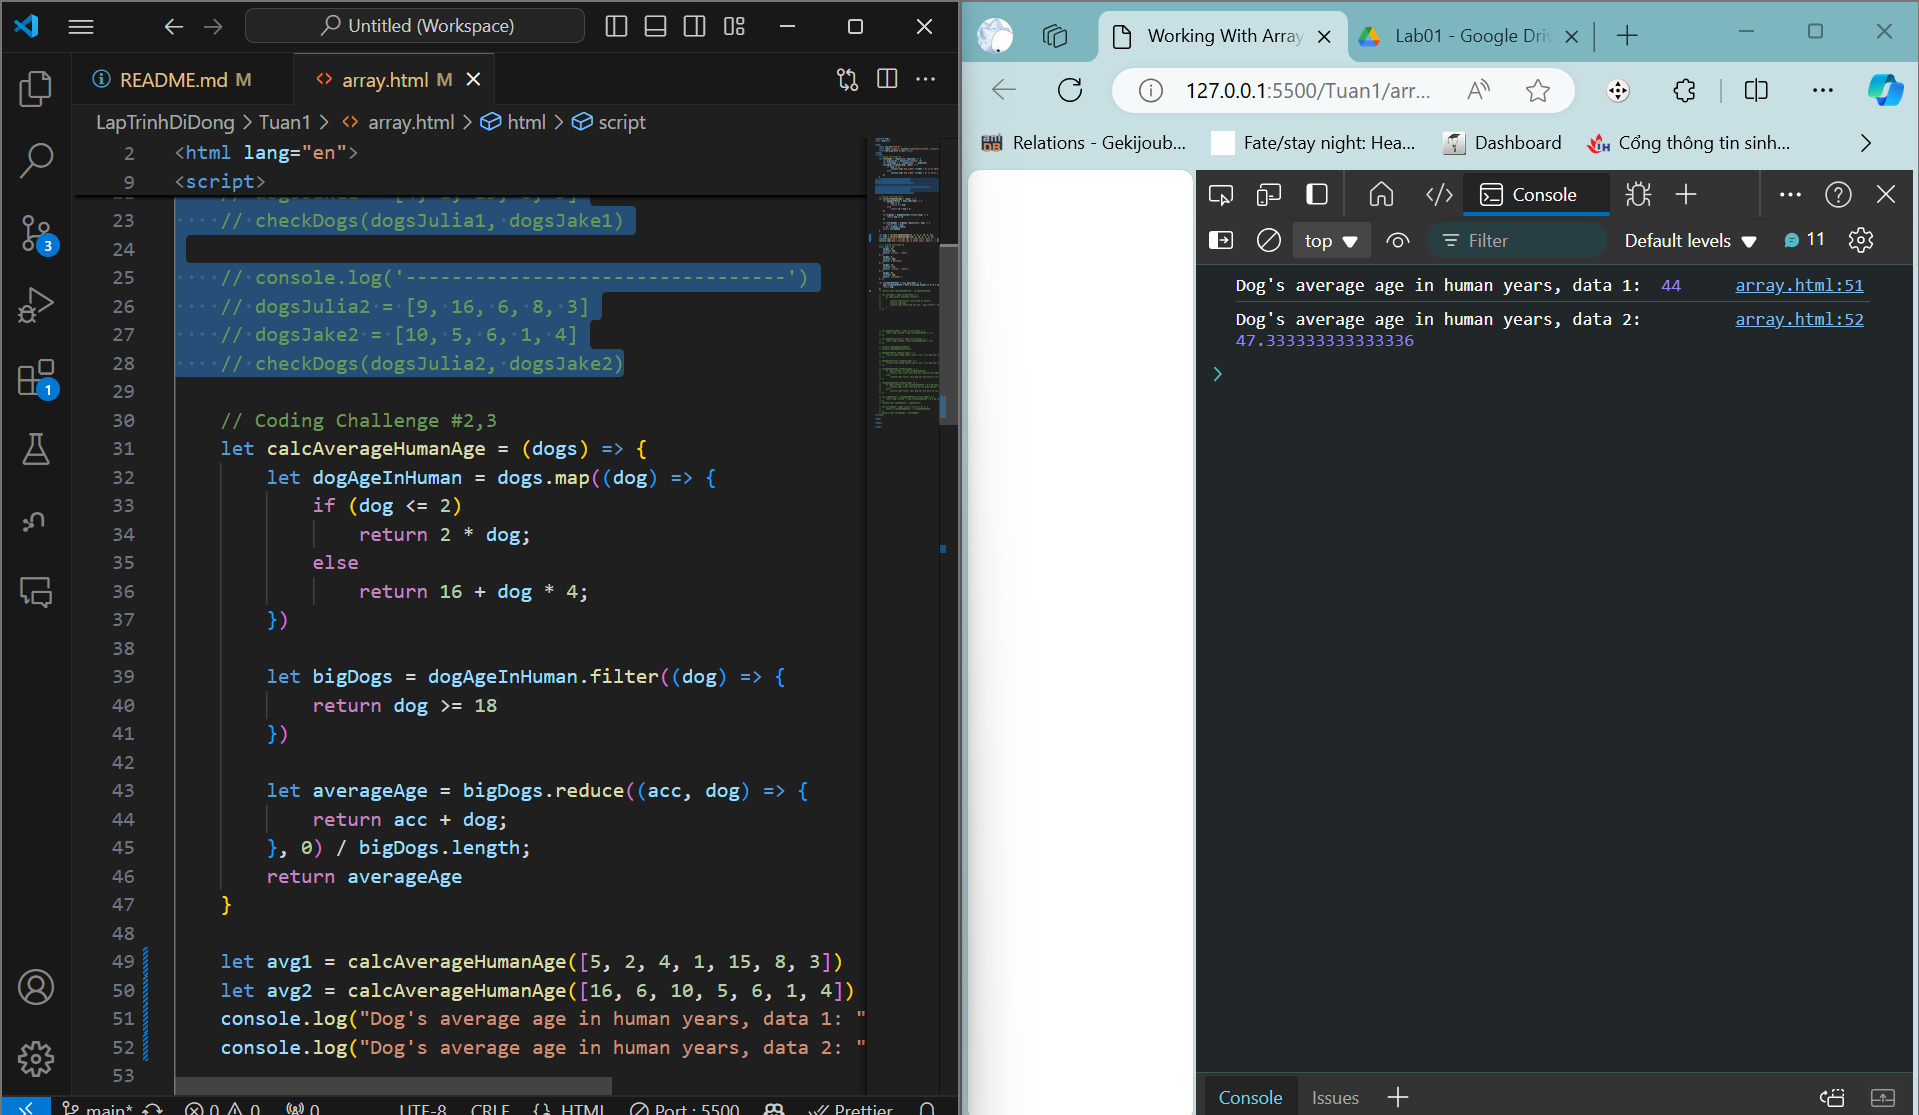 Untitled (Workspace)
README.md M
array.html M
LapTrinhDiDong > Tuan1 > array.html > html > script
2 <html lang="en">
9 <script>
23 // checkDogs(dogsJulia1, dogsJake1)
24
25 // console.log('---------------------------------')
26 // dogsJulia2 = [9, 16, 6, 8, 3]
27 // dogsJake2 = [10, 5, 6, 1, 4]
28 // checkDogs(dogsJulia2, dogsJake2)
29
30 // Coding Challenge #2,3
31 let calcAverageHumanAge = (dogs) => {
32 let dogAgeInHuman = dogs.map((dog) => {
33 if (dog <= 2)
34 return 2 * dog;
35 else
36 return 16 + dog * 4;
37 })
38
39 let bigDogs = dogAgeInHuman.filter((dog) => {
40 return dog >= 18
41 })
42
43 let averageAge = bigDogs.reduce((acc, dog) => {
44 return acc + dog;
45 }, 0) / bigDogs.length;
46 return averageAge
47 }
48
49 let avg1 = calcAverageHumanAge([5, 2, 4, 1, 15, 8, 3])
50 let avg2 = calcAverageHumanAge([16, 6, 10, 5, 6, 1, 4])
51 console.log("Dog's average age in human years, data 1: "
52 console.log("Dog's average age in human years, data 2: "
53
3
1
main* 0 0 0 UTF-8 CRLF {} HTML Port : 5500 Prettier
Working With Array
Lab01 - Google Driv
127.0.0.1:5500/Tuan1/arr...
Relations - Gekijoub...
Fate/stay night: Hea...
Dashboard
Cổng thông tin sinh...
Console
top
Filter
Default levels
11
Dog's average age in human years, data 1: 44 array.html:51
Dog's average age in human years, data 2: array.html:52
47.333333333333336
Console
Issues